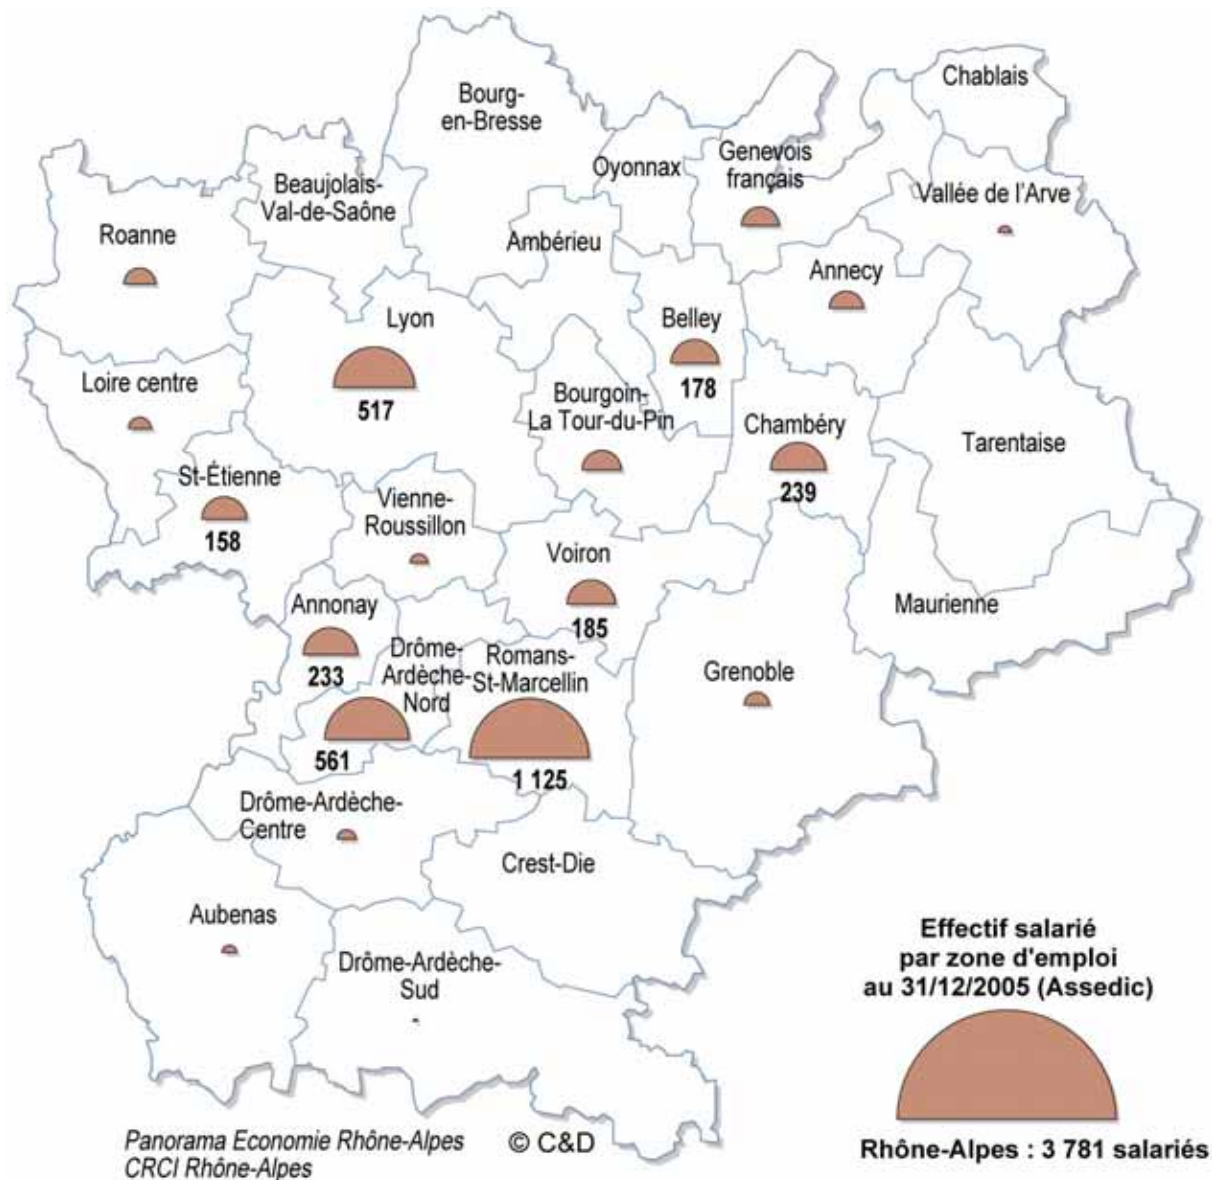 Chablais
Bourg-
en-Bresse
Genevois
français
Oyonnax
Beaujolais-
Val-de-Saône
Vallée de l'Arve
Roanne
Ambérieu
Annecy
Lyon
517
Belley
178
Loire centre
Bourgoin-
La Tour-du-Pin
Chambéry
239
Tarentaise
St-Étienne
158
Vienne-
Roussillon
Voiron
185
Maurienne
Annonay
233
Drôme-
Ardèche-
Nord
561
Romans-
St-Marcellin
1 125
Grenoble
Drôme-Ardèche-
Centre
Crest-Die
Aubenas
Drôme-Ardèche-
Sud
Effectif salarié
par zone d'emploi
au 31/12/2005 (Assedic)
Rhône-Alpes : 3 781 salariés
Panorama Economie Rhône-Alpes © C&D
CRCI Rhône-Alpes